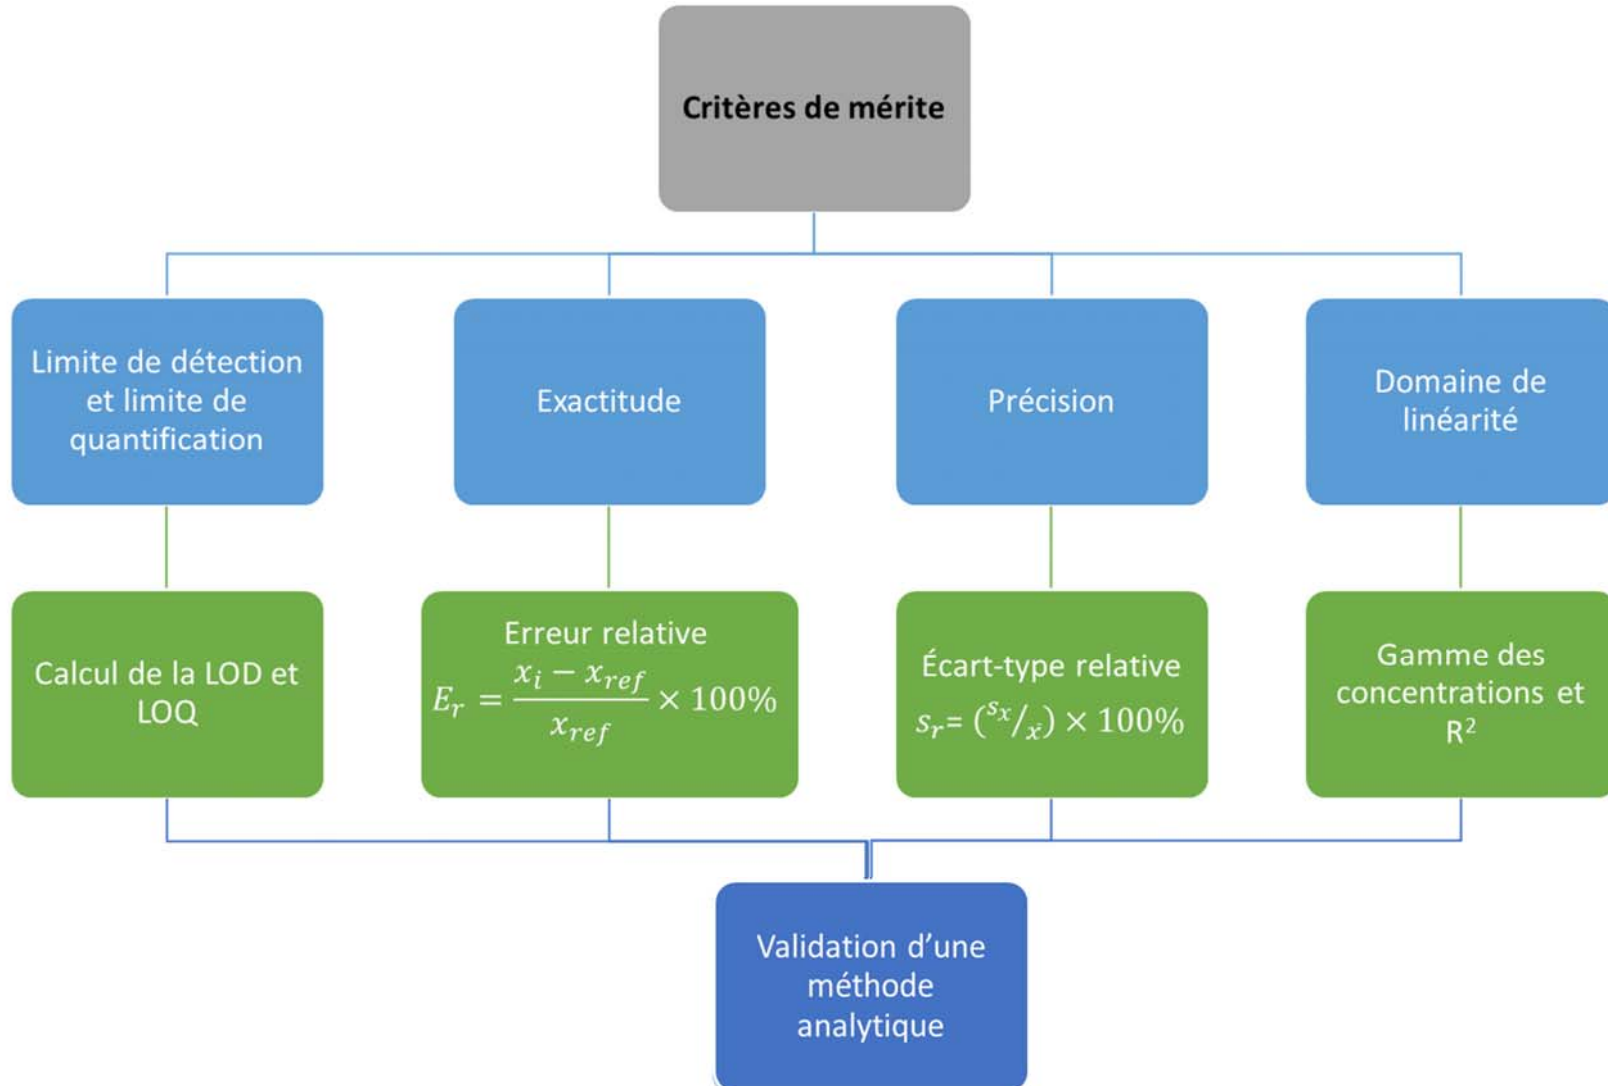 Critères de mérite
Limite de détection
et limite de
quantification
Exactitude
Précision
Domaine de
linéarité
Calcul de la LOD et
LOQ
Erreur relative
E_r = (x_i − x_ref) / x_ref × 100%
Écart-type relative
s_r= (s_x/x̄) × 100%
Gamme des
concentrations et
R²
Validation d’une
méthode
analytique